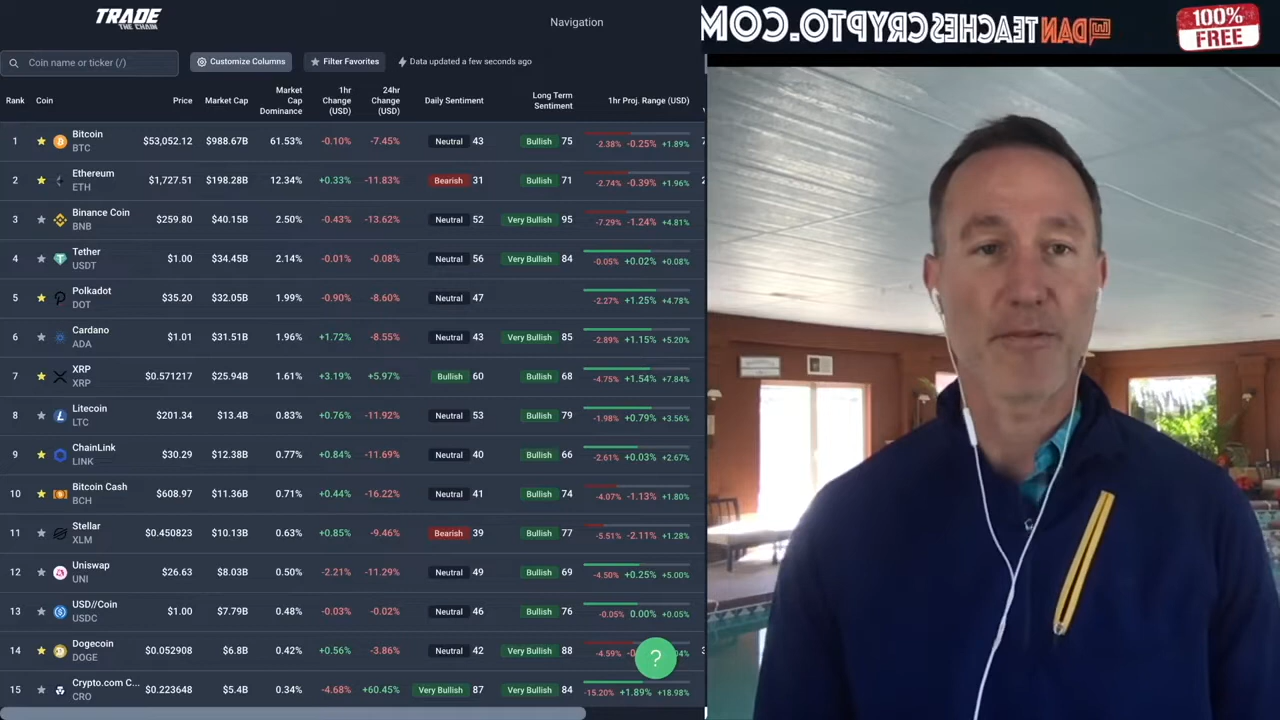 TRADE
THE CHAIN
Navigation
Coin name or ticker (/)
Customize Columns
Filter Favorites
Data updated a few seconds ago
Rank Coin Price Market Cap Market Cap Dominance 1hr Change (USD) 24hr Change (USD) Daily Sentiment Long Term Sentiment 1hr Proj. Range (USD)
1 Bitcoin BTC $53,052.12 $988.67B 61.53% -0.10% -7.45% Neutral 43 Bullish 75 -2.38% -0.25% +1.89%
2 Ethereum ETH $1,727.51 $198.28B 12.34% +0.33% -11.83% Bearish 31 Bullish 71 -2.74% -0.39% +1.96%
3 Binance Coin BNB $259.80 $40.15B 2.50% -0.43% -13.62% Neutral 52 Very Bullish 95 -7.29% -1.24% +4.81%
4 Tether USDT $1.00 $34.45B 2.14% -0.01% -0.08% Neutral 56 Very Bullish 84 -0.05% +0.02% +0.08%
5 Polkadot DOT $35.20 $32.05B 1.99% -0.90% -8.60% Neutral 47 -2.27% +1.25% +4.78%
6 Cardano ADA $1.01 $31.51B 1.96% +1.72% -8.55% Neutral 43 Very Bullish 85 -2.89% +1.15% +5.20%
7 XRP XRP $0.571217 $25.94B 1.61% +3.19% +5.97% Bullish 60 Bullish 68 -4.75% +1.54% +7.84%
8 Litecoin LTC $201.34 $13.4B 0.83% +0.76% -11.92% Neutral 53 Bullish 79 -1.98% +0.79% +3.56%
9 ChainLink LINK $30.29 $12.38B 0.77% +0.84% -11.69% Neutral 40 Bullish 66 -2.61% +0.03% +2.67%
10 Bitcoin Cash BCH $608.97 $11.36B 0.71% +0.44% -16.22% Neutral 41 Bullish 74 -4.07% -1.13% +1.80%
11 Stellar XLM $0.450823 $10.13B 0.63% +0.85% -9.46% Bearish 39 Bullish 77 -5.51% -2.11% +1.28%
12 Uniswap UNI $26.63 $8.03B 0.50% -2.21% -11.29% Neutral 49 Bullish 69 -4.50% +0.25% +5.00%
13 USD//Coin USDC $1.00 $7.79B 0.48% -0.03% -0.02% Neutral 46 Bullish 76 -0.05% 0.00% +0.05%
14 Dogecoin DOGE $0.052908 $6.8B 0.42% +0.56% -3.86% Neutral 42 Very Bullish 88 -4.59% ?
15 Crypto.com C... CRO $0.223648 $5.4B 0.34% -4.68% +60.45% Very Bullish 87 Very Bullish 84 -15.20% +1.89% +18.98%
DAN TEACHESCRYPTO.COM
100%
FREE